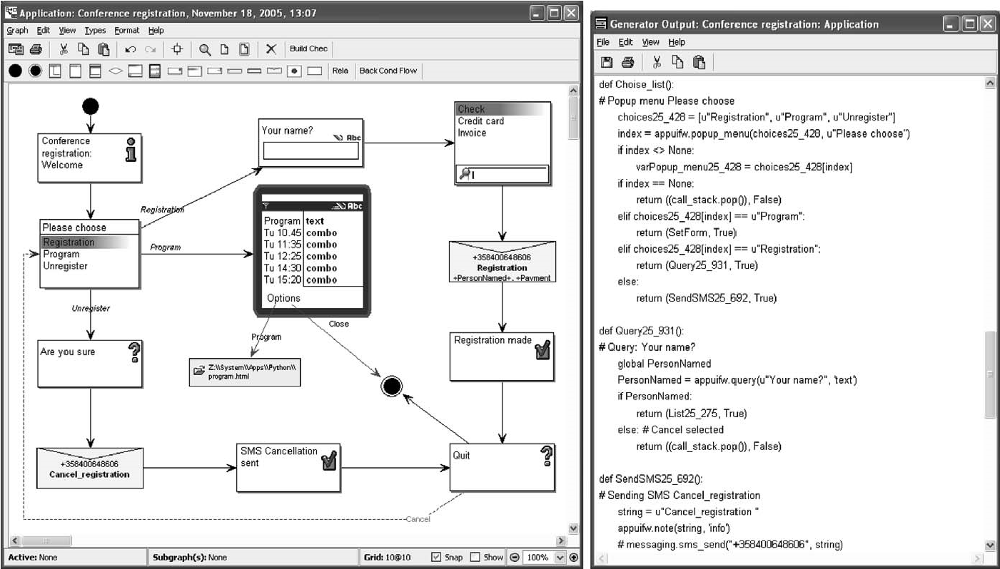 Application: Conference registration, November 18, 2005, 13:07
Graph Edit View Types Format Help
Build Chec
Rela Back Cond Flow
Conference
registration:
Welcome
Please choose
Registration
Program
Unregister
Registration
Program
Unregister
Your name?
Abc
Check
Credit card
Invoice
Abc
Program text
Tu 10.45 combo
Tu 11:35 combo
Tu 12:25 combo
Tu 14:30 combo
Tu 15:20 combo
Options
Close
Program
Z:\\System\\Apps\\Python\\
program.html
+358400648606
Registration
+PersonNamed+, +Payment
Registration made
Are you sure
?
+358400648606
Cancel_registration
SMS Cancellation
sent
Quit
?
Cancel
Active: None Subgraph(s): None Grid: 10@10 Snap Show 100%
Generator Output: Conference registration: Application
File Edit View Help
def Choise_list():
# Popup menu Please choose
choices25_428 = [u"Registration", u"Program", u"Unregister"]
index = appuifw.popup_menu(choices25_428, u"Please choose")
if index <> None:
varPopup_menu25_428 = choices25_428[index]
if index == None:
return ((call_stack.pop()), False)
elif choices25_428[index] == u"Program":
return (SetForm, True)
elif choices25_428[index] == u"Registration":
return (Query25_931, True)
else:
return (SendSMS25_692, True)
def Query25_931():
# Query: Your name?
global PersonNamed
PersonNamed = appuifw.query(u"Your name?", 'text')
if PersonNamed:
return (List25_275, True)
else: # Cancel selected
return ((call_stack.pop()), False)
def SendSMS25_692():
# Sending SMS Cancel_registration
string = u"Cancel_registration "
appuifw.note(string, 'info')
# messaging.sms_send("+358400648606", string)